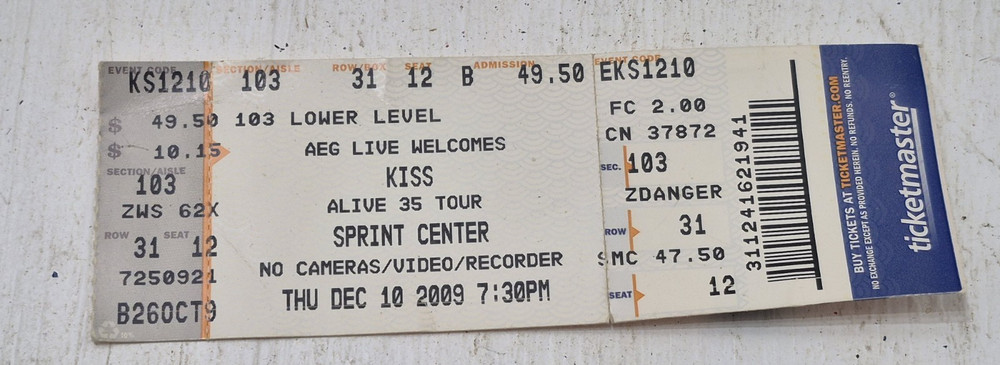 EVENT CODE SECTION/AISLE ROW/BOX SEAT ADMISSION
KS1210 103 31 12 B 49.50
$ 49.50 103 LOWER LEVEL
$ 10.15 AEG LIVE WELCOMES
SECTION/AISLE
103 KISS
ZWS 62X ALIVE 35 TOUR
ROW SEAT
31 12 SPRINT CENTER
7250921 NO CAMERAS/VIDEO/RECORDER
B26OCT9 THU DEC 10 2009 7:30PM
EVENT CODE
EKS1210
FC 2.00
CN 37872
SEC. 103
ZDANGER
ROW 31
SMC 47.50
SEAT 12
3112416621941
BUY TICKETS AT TICKETMASTER.COM
NO EXCHANGE EXCEPT AS PROVIDED HEREIN. NO REFUNDS. NO REENTRY.
ticketmaster®